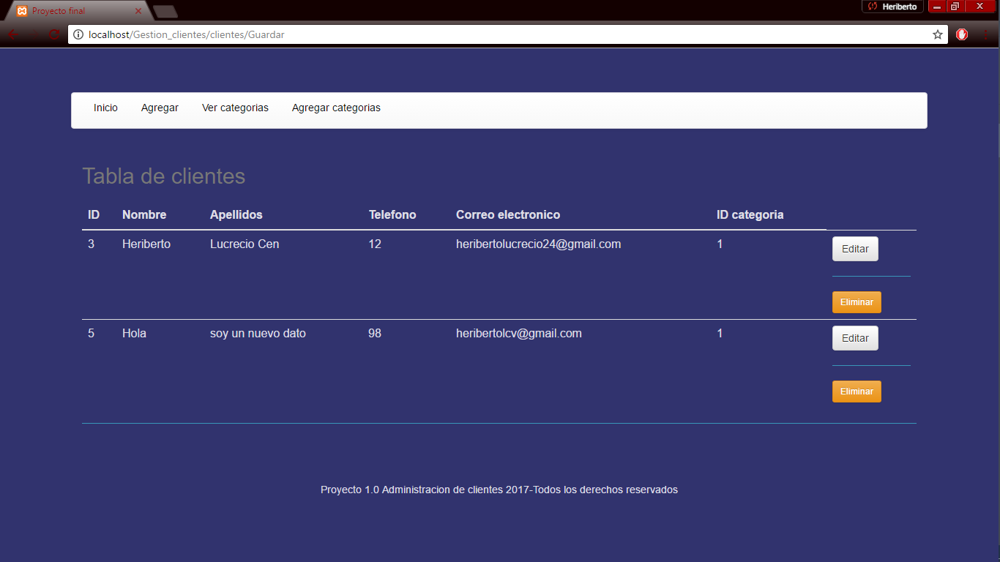 Proyecto final
Heriberto
localhost/Gestion_clientes/clientes/Guardar
Inicio Agregar Ver categorias Agregar categorias
Tabla de clientes
ID Nombre Apellidos Telefono Correo electronico ID categoria
3 Heriberto Lucrecio Cen 12 heribertolucrecio24@gmail.com 1 Editar
Eliminar
5 Hola soy un nuevo dato 98 heribertolcv@gmail.com 1 Editar
Eliminar
Proyecto 1.0 Administracion de clientes 2017-Todos los derechos reservados